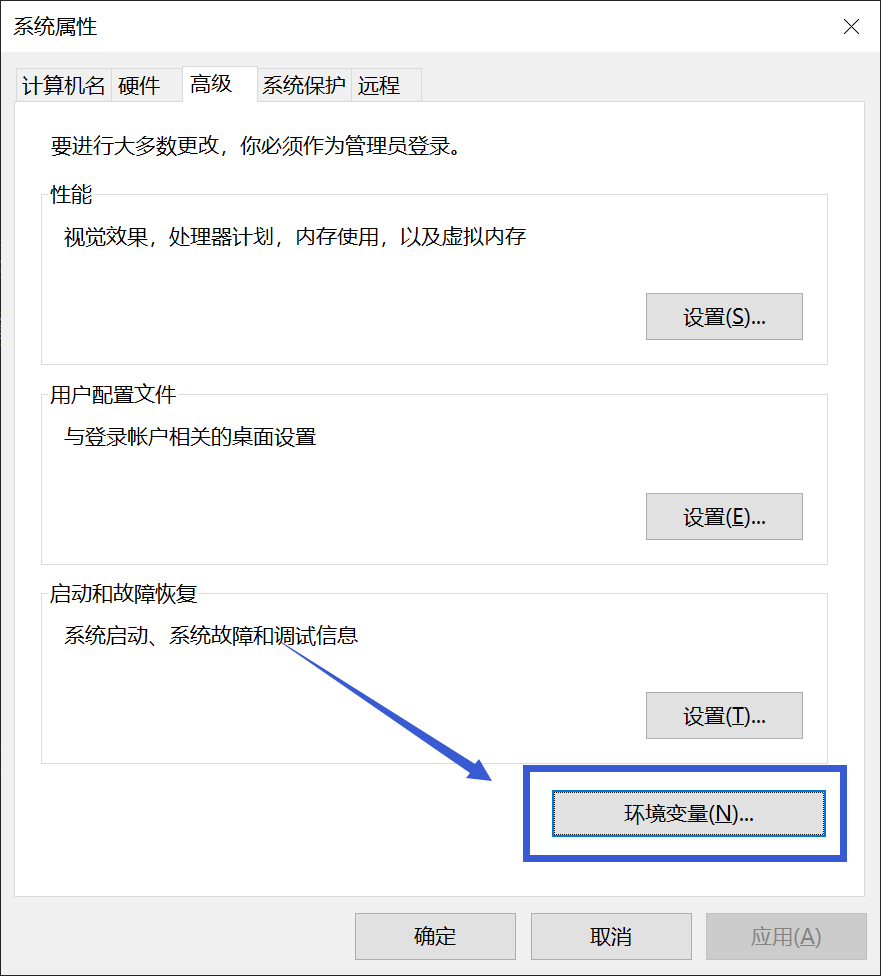 系统属性
计算机名 硬件 高级 系统保护 远程
要进行大多数更改，你必须作为管理员登录。
性能
视觉效果，处理器计划，内存使用，以及虚拟内存
设置(S)...
用户配置文件
与登录帐户相关的桌面设置
设置(E)...
启动和故障恢复
系统启动、系统故障和调试信息
设置(T)...
环境变量(N)...
确定 取消 应用(A)